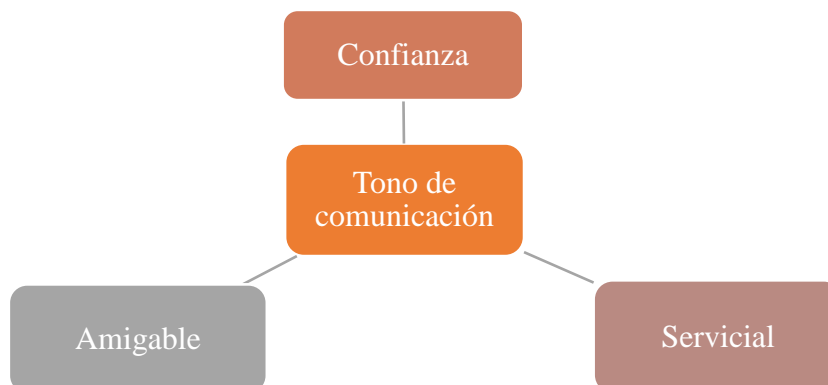 Confianza
Tono de
comunicación
Amigable
Servicial